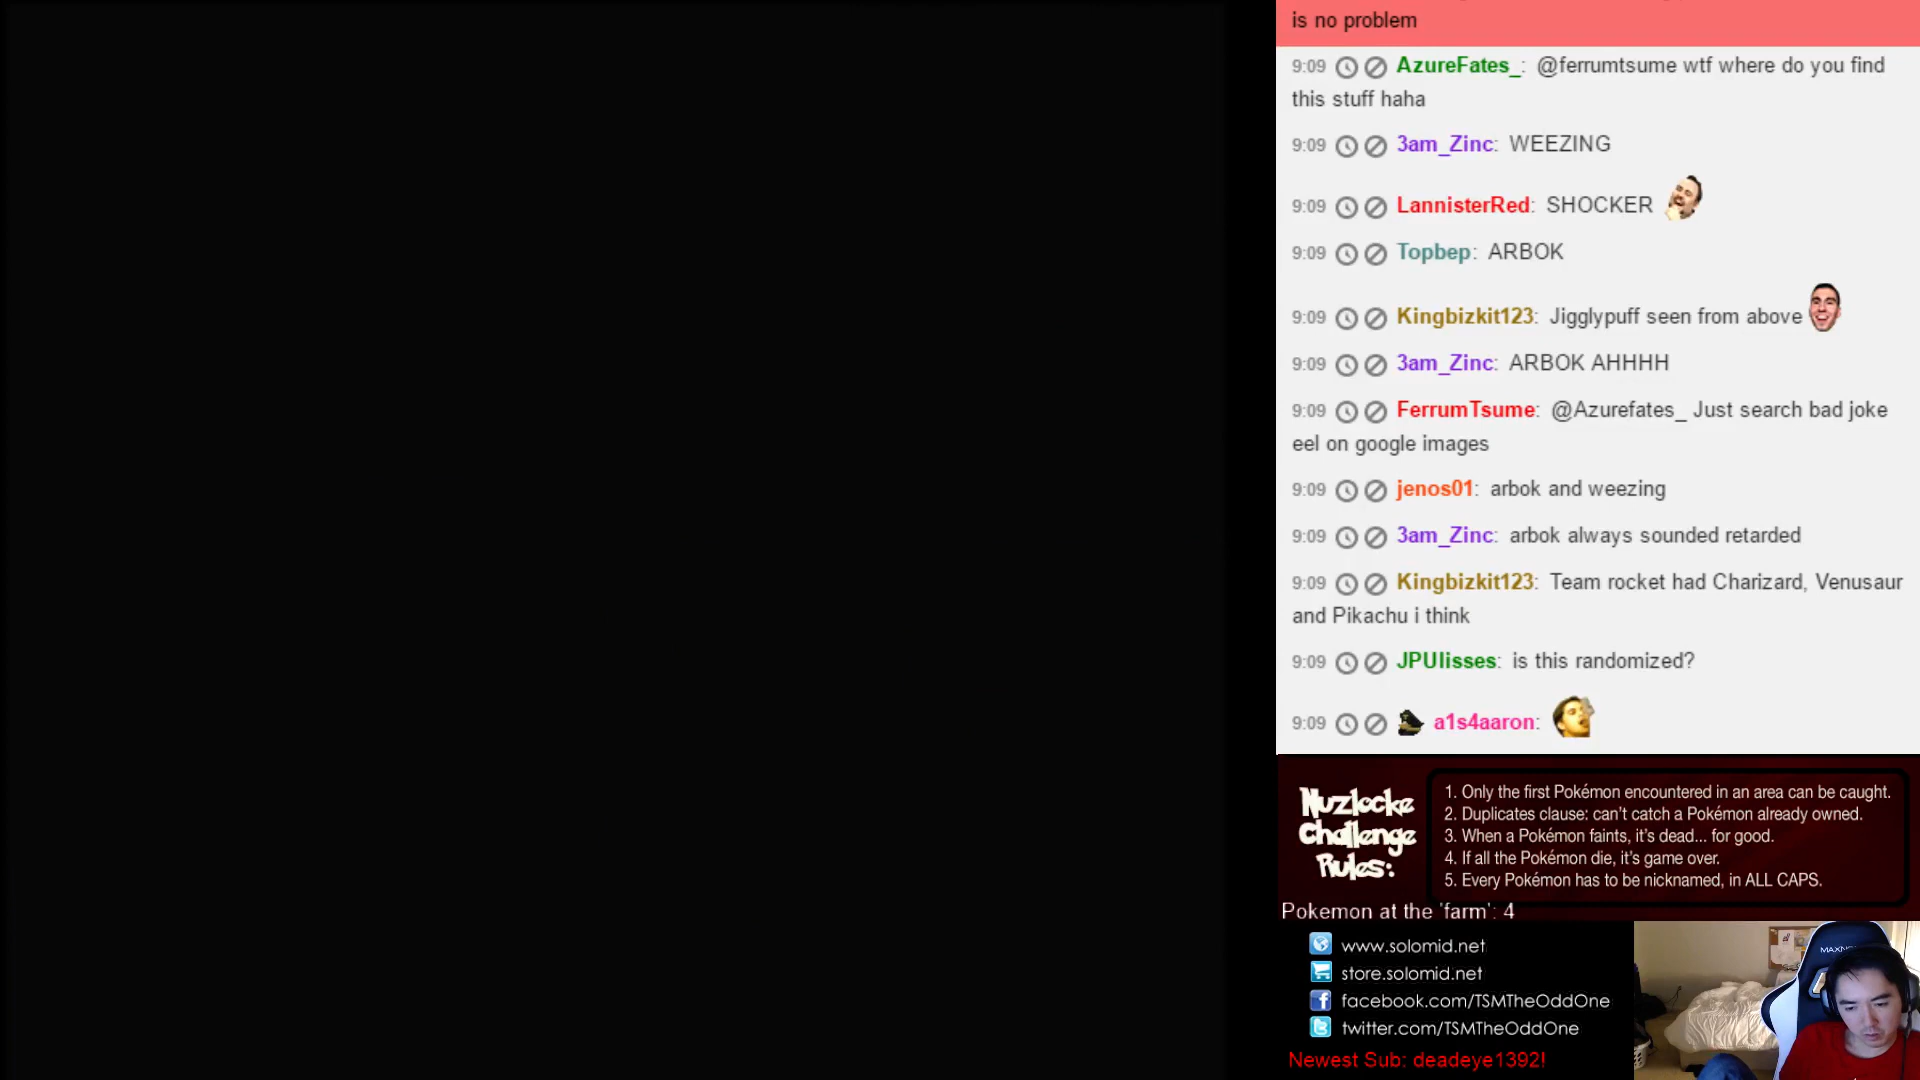 is no problem
9:09 AzureFates_: @ferrumtsume wtf where do you find
this stuff haha
9:09 3am_Zinc: WEEZING
9:09 LannisterRed: SHOCKER
9:09 Topbep: ARBOK
9:09 Kingbizkit123: Jigglypuff seen from above
9:09 3am_Zinc: ARBOK AHHHH
9:09 FerrumTsume: @Azurefates_ Just search bad joke
eel on google images
9:09 jenos01: arbok and weezing
9:09 3am_Zinc: arbok always sounded retarded
9:09 Kingbizkit123: Team rocket had Charizard, Venusaur
and Pikachu i think
9:09 JPUlisses: is this randomized?
9:09 a1s4aaron:
Nuzlocke
Challenge
Rules:
1. Only the first Pokémon encountered in an area can be caught.
2. Duplicates clause: can't catch a Pokémon already owned.
3. When a Pokémon faints, it's dead... for good.
4. If all the Pokémon die, it's game over.
5. Every Pokémon has to be nicknamed, in ALL CAPS.
Pokemon at the 'farm': 4
www.solomid.net
store.solomid.net
facebook.com/TSMTheOddOne
twitter.com/TSMTheOddOne
Newest Sub: deadeye1392!